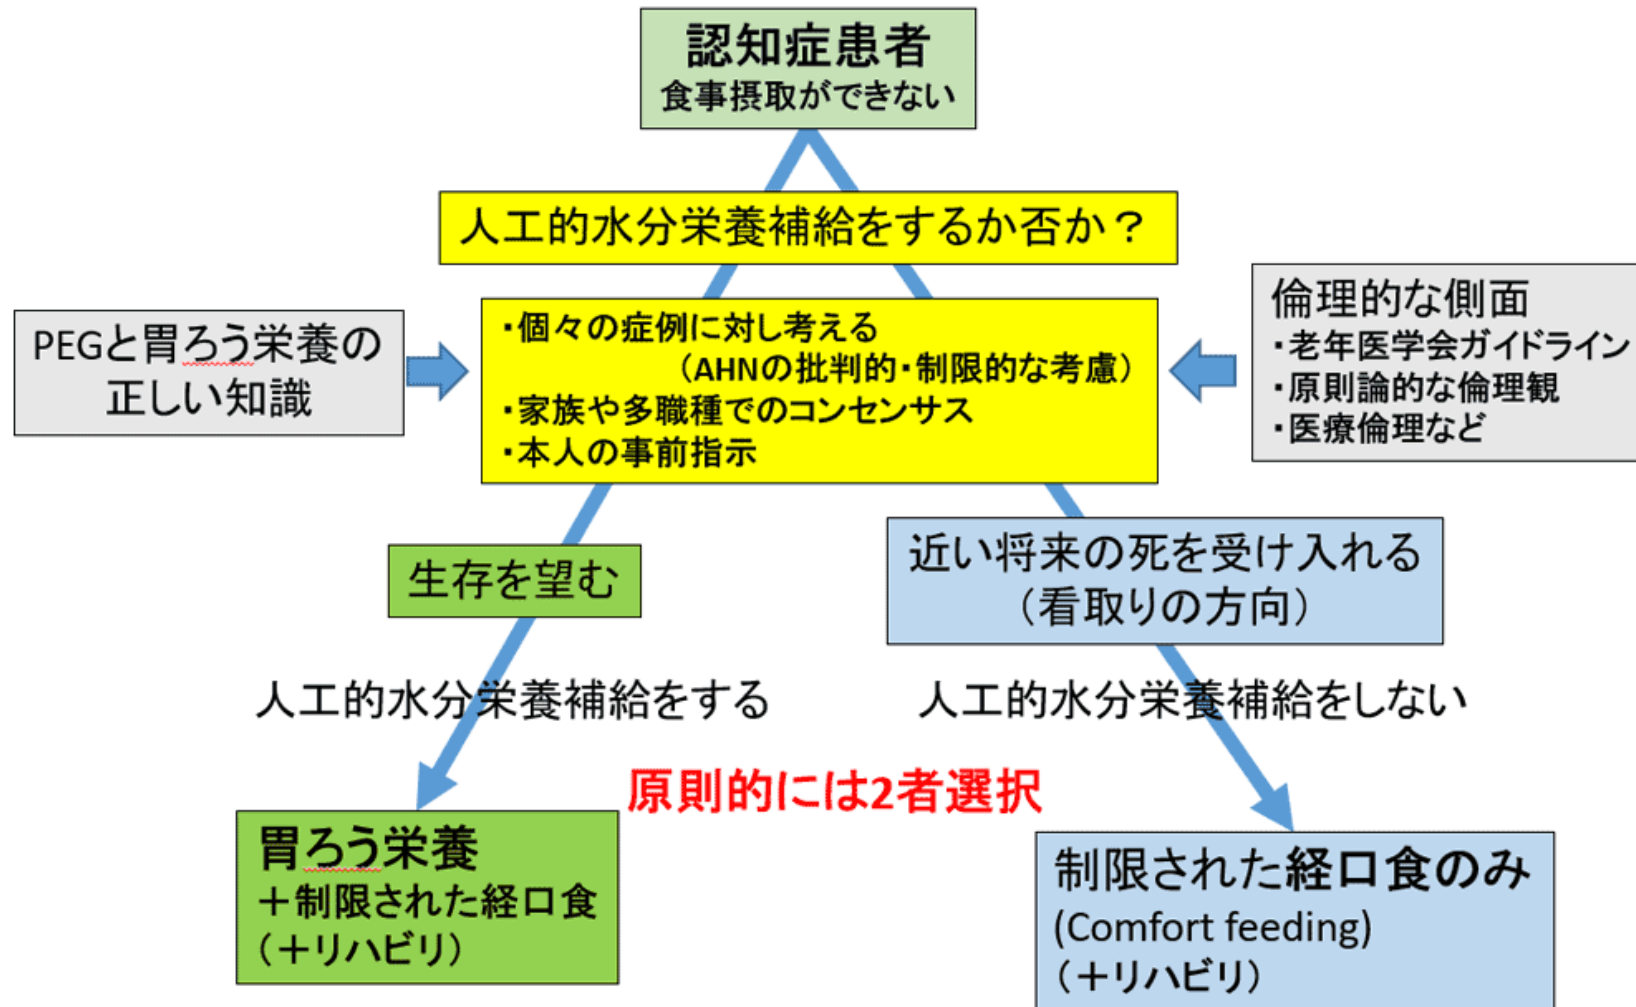 認知症患者
食事摂取ができない
人工的水分栄養補給をするか否か？
PEGと胃ろう栄養の
正しい知識
・個々の症例に対し考える
（AHNの批判的・制限的な考慮）
・家族や多職種でのコンセンサス
・本人の事前指示
倫理的な側面
・老年医学会ガイドライン
・原則論的な倫理観
・医療倫理など
生存を望む
近い将来の死を受け入れる
（看取りの方向）
人工的水分栄養補給をする
人工的水分栄養補給をしない
原則的には2者選択
胃ろう栄養
＋制限された経口食
（＋リハビリ）
制限された経口食のみ
(Comfort feeding)
（＋リハビリ）